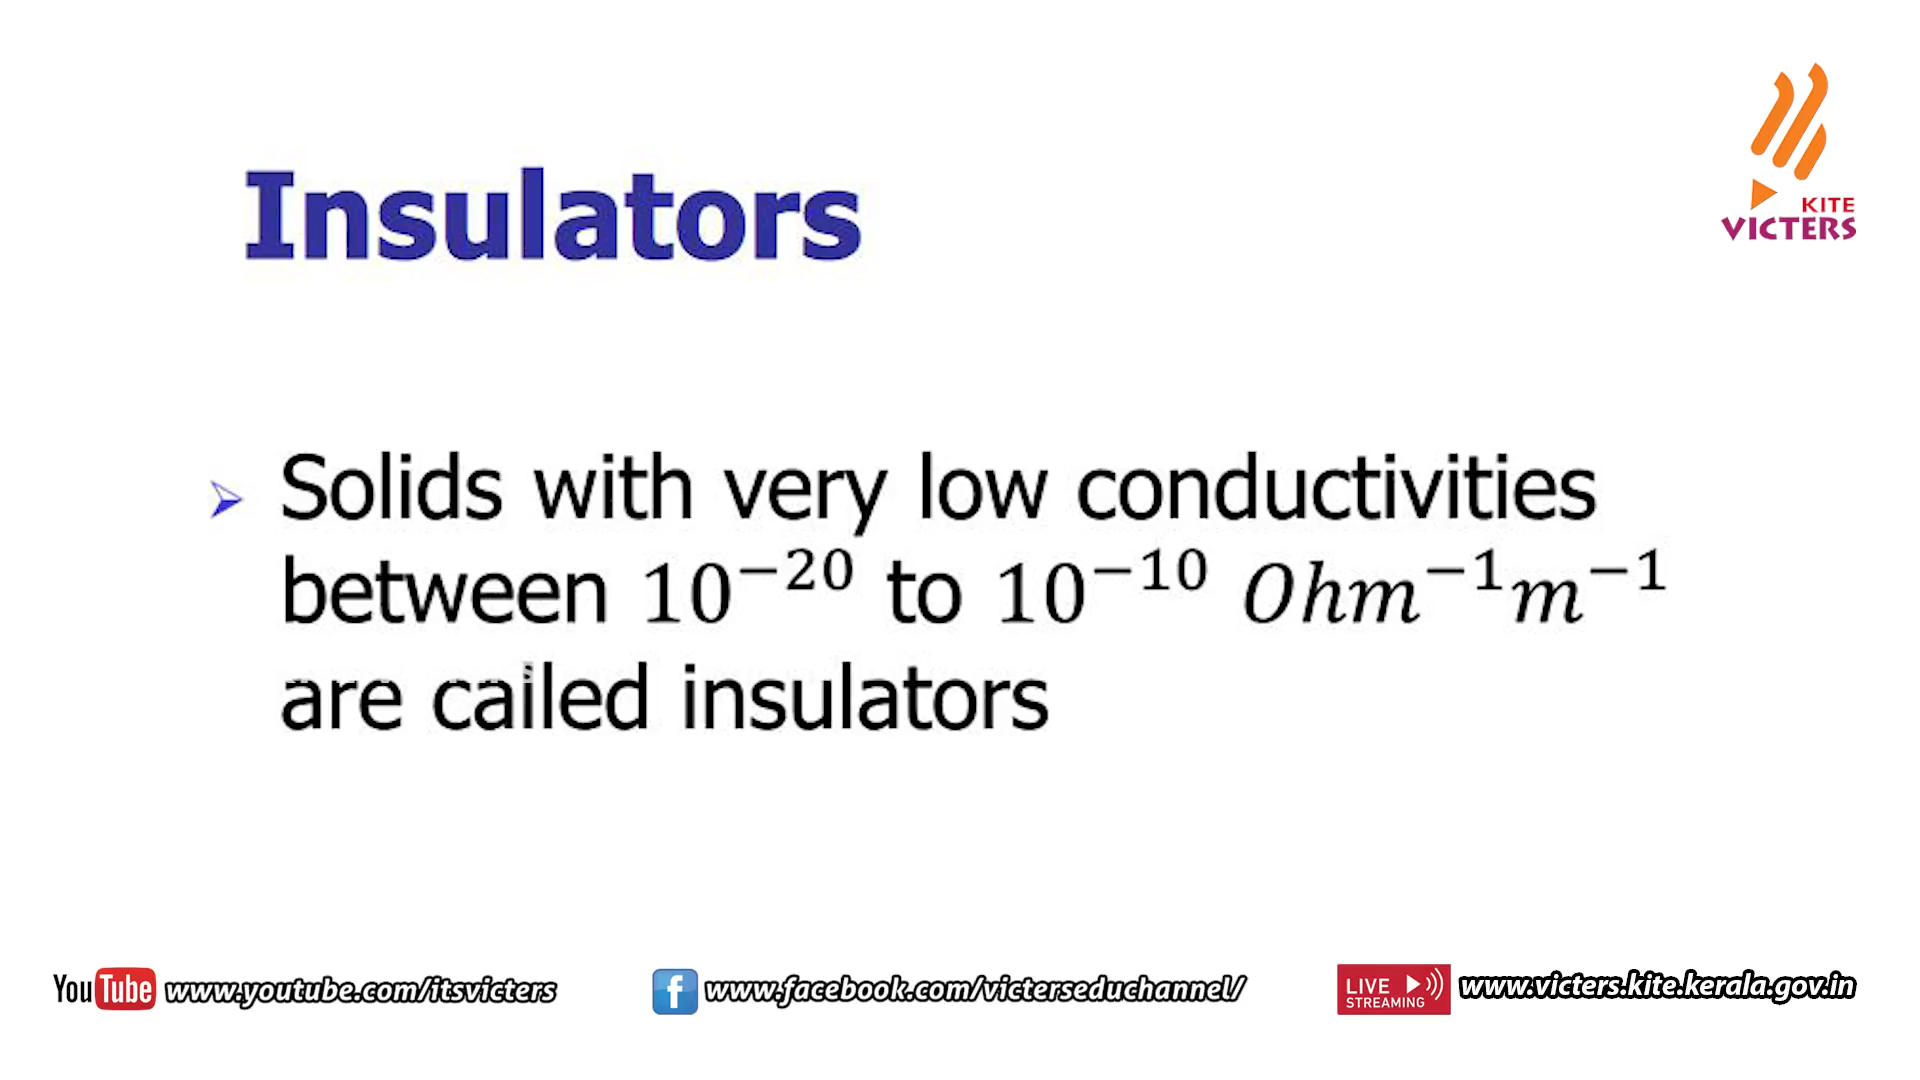 KITE
VICTERS
Insulators
➢ Solids with very low conductivities
between 10⁻²⁰ to 10⁻¹⁰ Ohm⁻¹m⁻¹
are called insulators
YouTube www.youtube.com/itsvicters
f www.facebook.com/victerseduchannel/
LIVE STREAMING www.victers.kite.kerala.gov.in